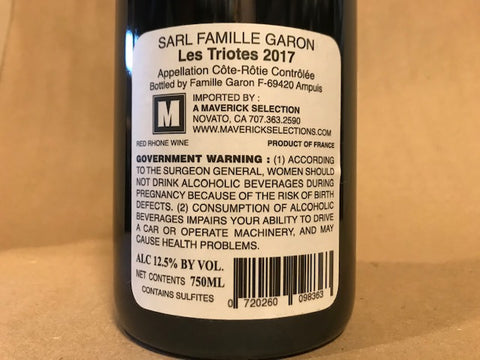 SARL FAMILLE GARON
Les Triotes 2017
Appellation Côte-Rôtie Contrôlée
Bottled by Famille Garon F-69420 Ampuis
M
IMPORTED BY :
A MAVERICK SELECTION
NOVATO, CA 707.363.2590
WWW.MAVERICKSELECTIONS.COM
RED RHONE WINE PRODUCT OF FRANCE
GOVERNMENT WARNING : (1) ACCORDING
TO THE SURGEON GENERAL, WOMEN SHOULD
NOT DRINK ALCOHOLIC BEVERAGES DURING
PREGNANCY BECAUSE OF THE RISK OF BIRTH
DEFECTS. (2) CONSUMPTION OF ALCOHOLIC
BEVERAGES IMPAIRS YOUR ABILITY TO DRIVE
A CAR OR OPERATE MACHINERY, AND MAY
CAUSE HEALTH PROBLEMS.
ALC 12.5% BY VOL.
NET CONTENTS 750ML
CONTAINS SULFITES
0 720260 098363